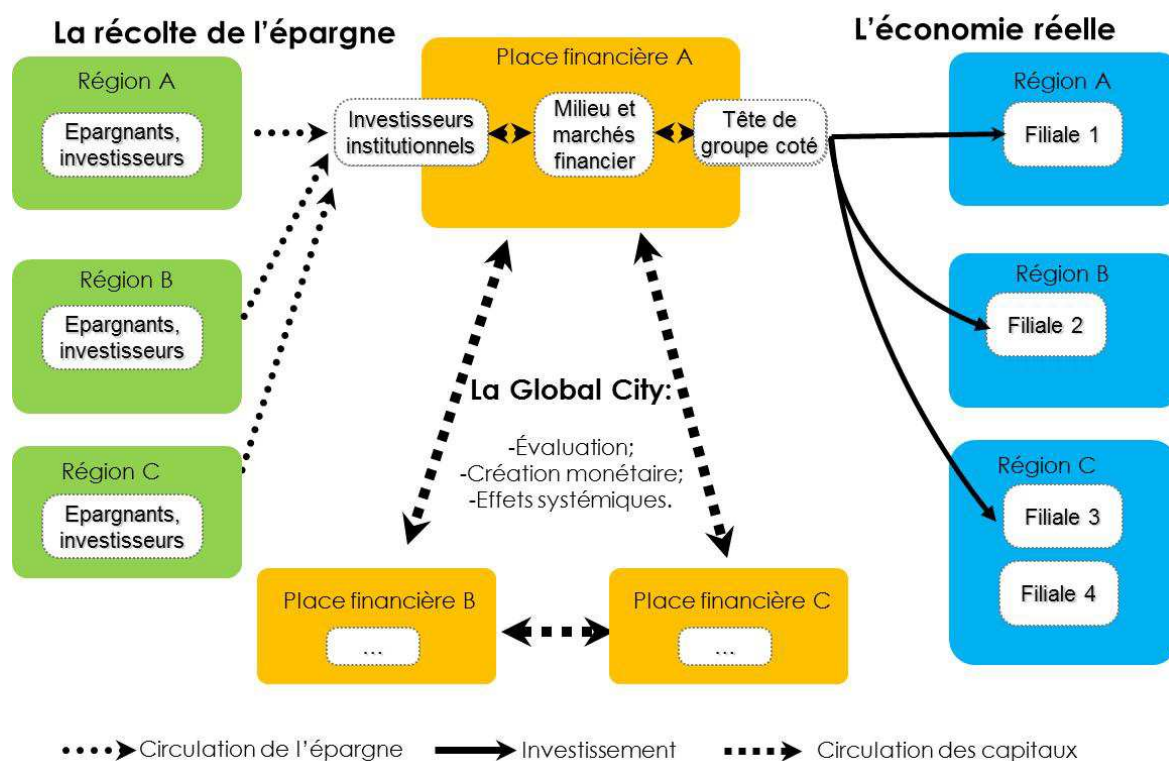 La récolte de l'épargne
L'économie réelle
Région A
Epargnants,
investisseurs
Région B
Epargnants,
investisseurs
Région C
Epargnants,
investisseurs
Place financière A
Investisseurs
institutionnels
Milieu et
marchés
financier
Tête de
groupe coté
Région A
Filiale 1
Région B
Filiale 2
Région C
Filiale 3
Filiale 4
La Global City:
-Évaluation;
-Création monétaire;
-Effets systémiques.
Place financière B
...
Place financière C
...
Circulation de l'épargne
Investissement
Circulation des capitaux